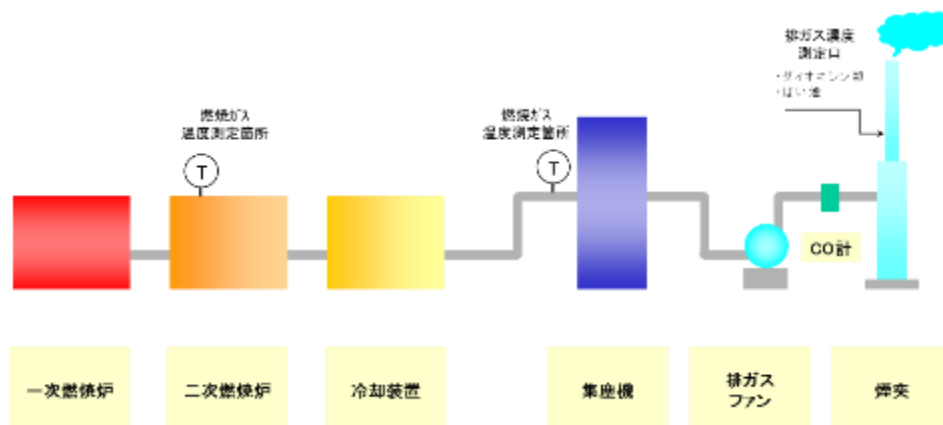 排ガス濃度
測定口
・ダイオキシン類
・ばい塵
燃焼ガス
温度測定箇所
燃焼ガス
温度測定箇所
T
T
CO計
一次燃焼炉
二次燃焼炉
冷却装置
集塵機
排ガス
ファン
煙突